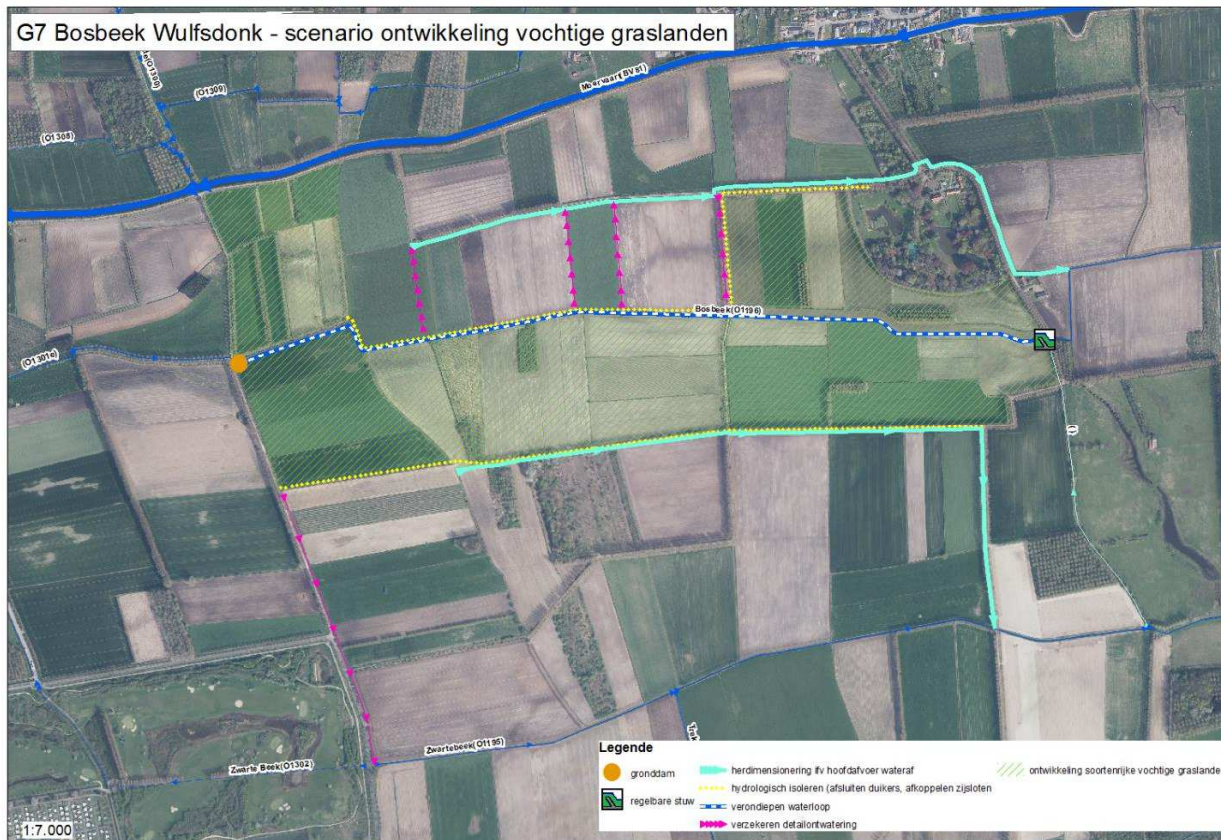 G7 Bosbeek Wulfsdonk - scenario ontwikkeling vochtige graslanden
(O1309)
(O1308)
Moervaart(BV81)
Bosbeek(O1196)
(O1301e)
()
Zwartebeek(O1195)
Zwarte Beek(O1302)
Legende
gronddam
regelbare stuw
herdimensionering ifv hoofdafvoer wateraf
hydrologisch isoleren (afsluiten duikers, afkoppelen zijsloten
verondiepen waterloop
verzekeren detailontwatering
ontwikkeling soortenrijke vochtige graslande
1:7.000